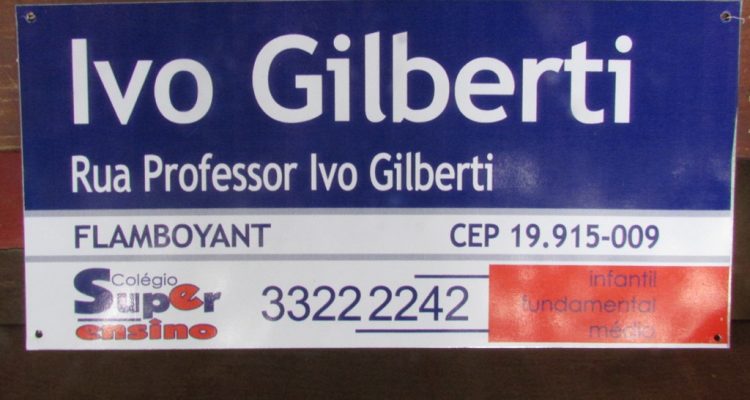 Ivo Gilberti
Rua Professor Ivo Gilberti
FLAMBOYANT CEP 19.915-009
Colégio
Super
ensino
3322 2242
infantil
fundamental
médio